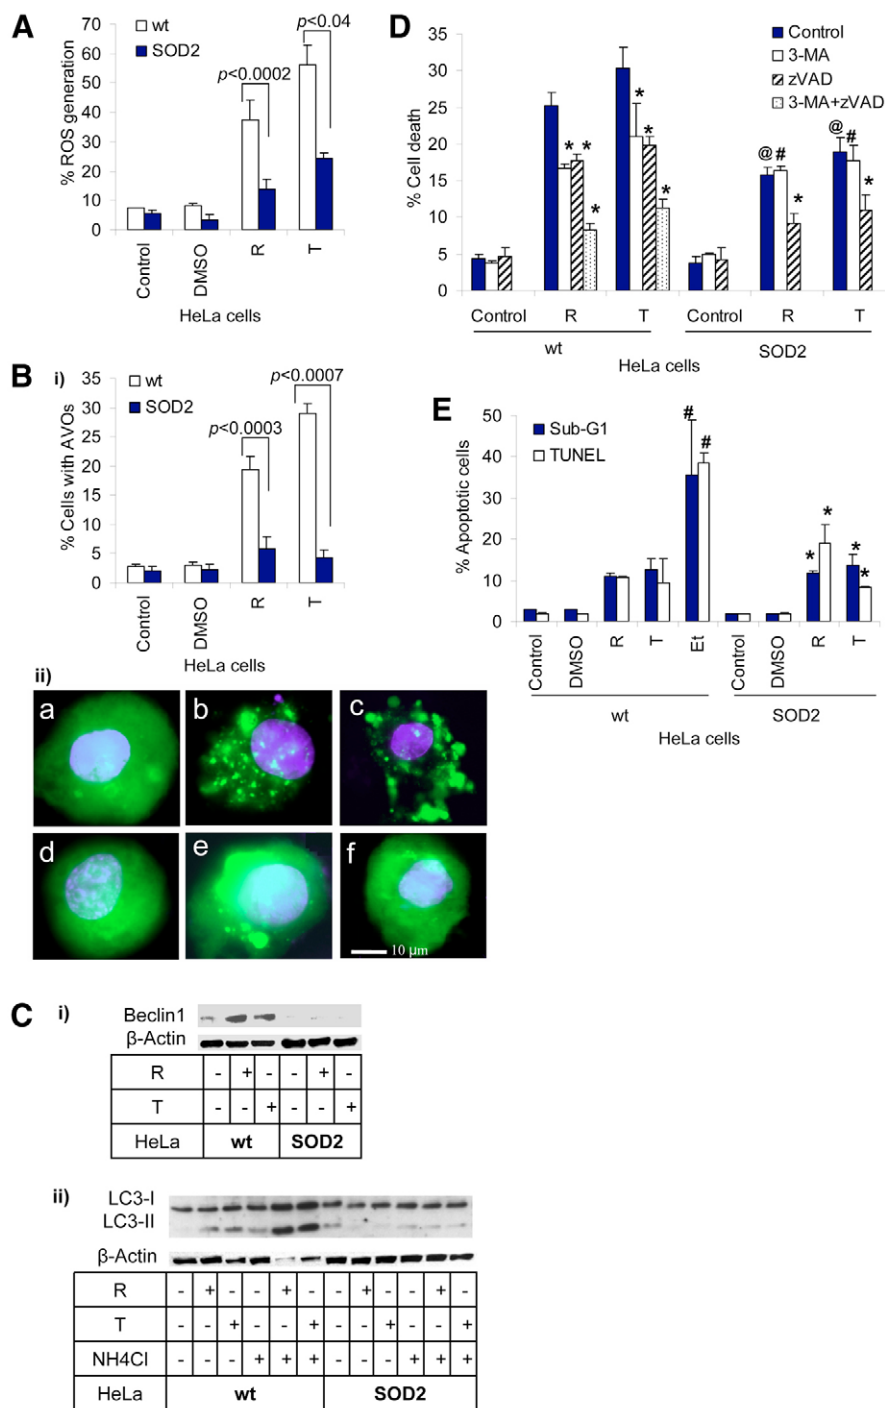 A
70
60
50
40
30
20
10
0
% ROS generation
wt
SOD2
p<0.0002
p<0.04
Control
DMSO
R
T
HeLa cells
B
i)
35
30
25
20
15
10
5
0
% Cells with AVOs
wt
SOD2
p<0.0003
p<0.0007
Control
DMSO
R
T
HeLa cells
ii)
a
b
c
d
e
f
10 µm
C
i)
Beclin1
β-Actin
R - + - - + -
T - - + - - +
HeLa wt SOD2
ii)
LC3-I
LC3-II
β-Actin
R - + - - + - - + - - + -
T - - + - - + - - + - - +
NH4Cl - - - + + + - - - + + +
HeLa wt SOD2
D
35
30
25
20
15
10
5
0
% Cell death
Control
3-MA
zVAD
3-MA+zVAD
* * *
* * *
@ # *
@ # *
Control R T Control R T
wt SOD2
HeLa cells
E
50
40
30
20
10
0
% Apoptotic cells
Sub-G1
TUNEL
# #
* *
* *
Control
DMSO
R
T
Et
Control
DMSO
R
T
wt SOD2
HeLa cells